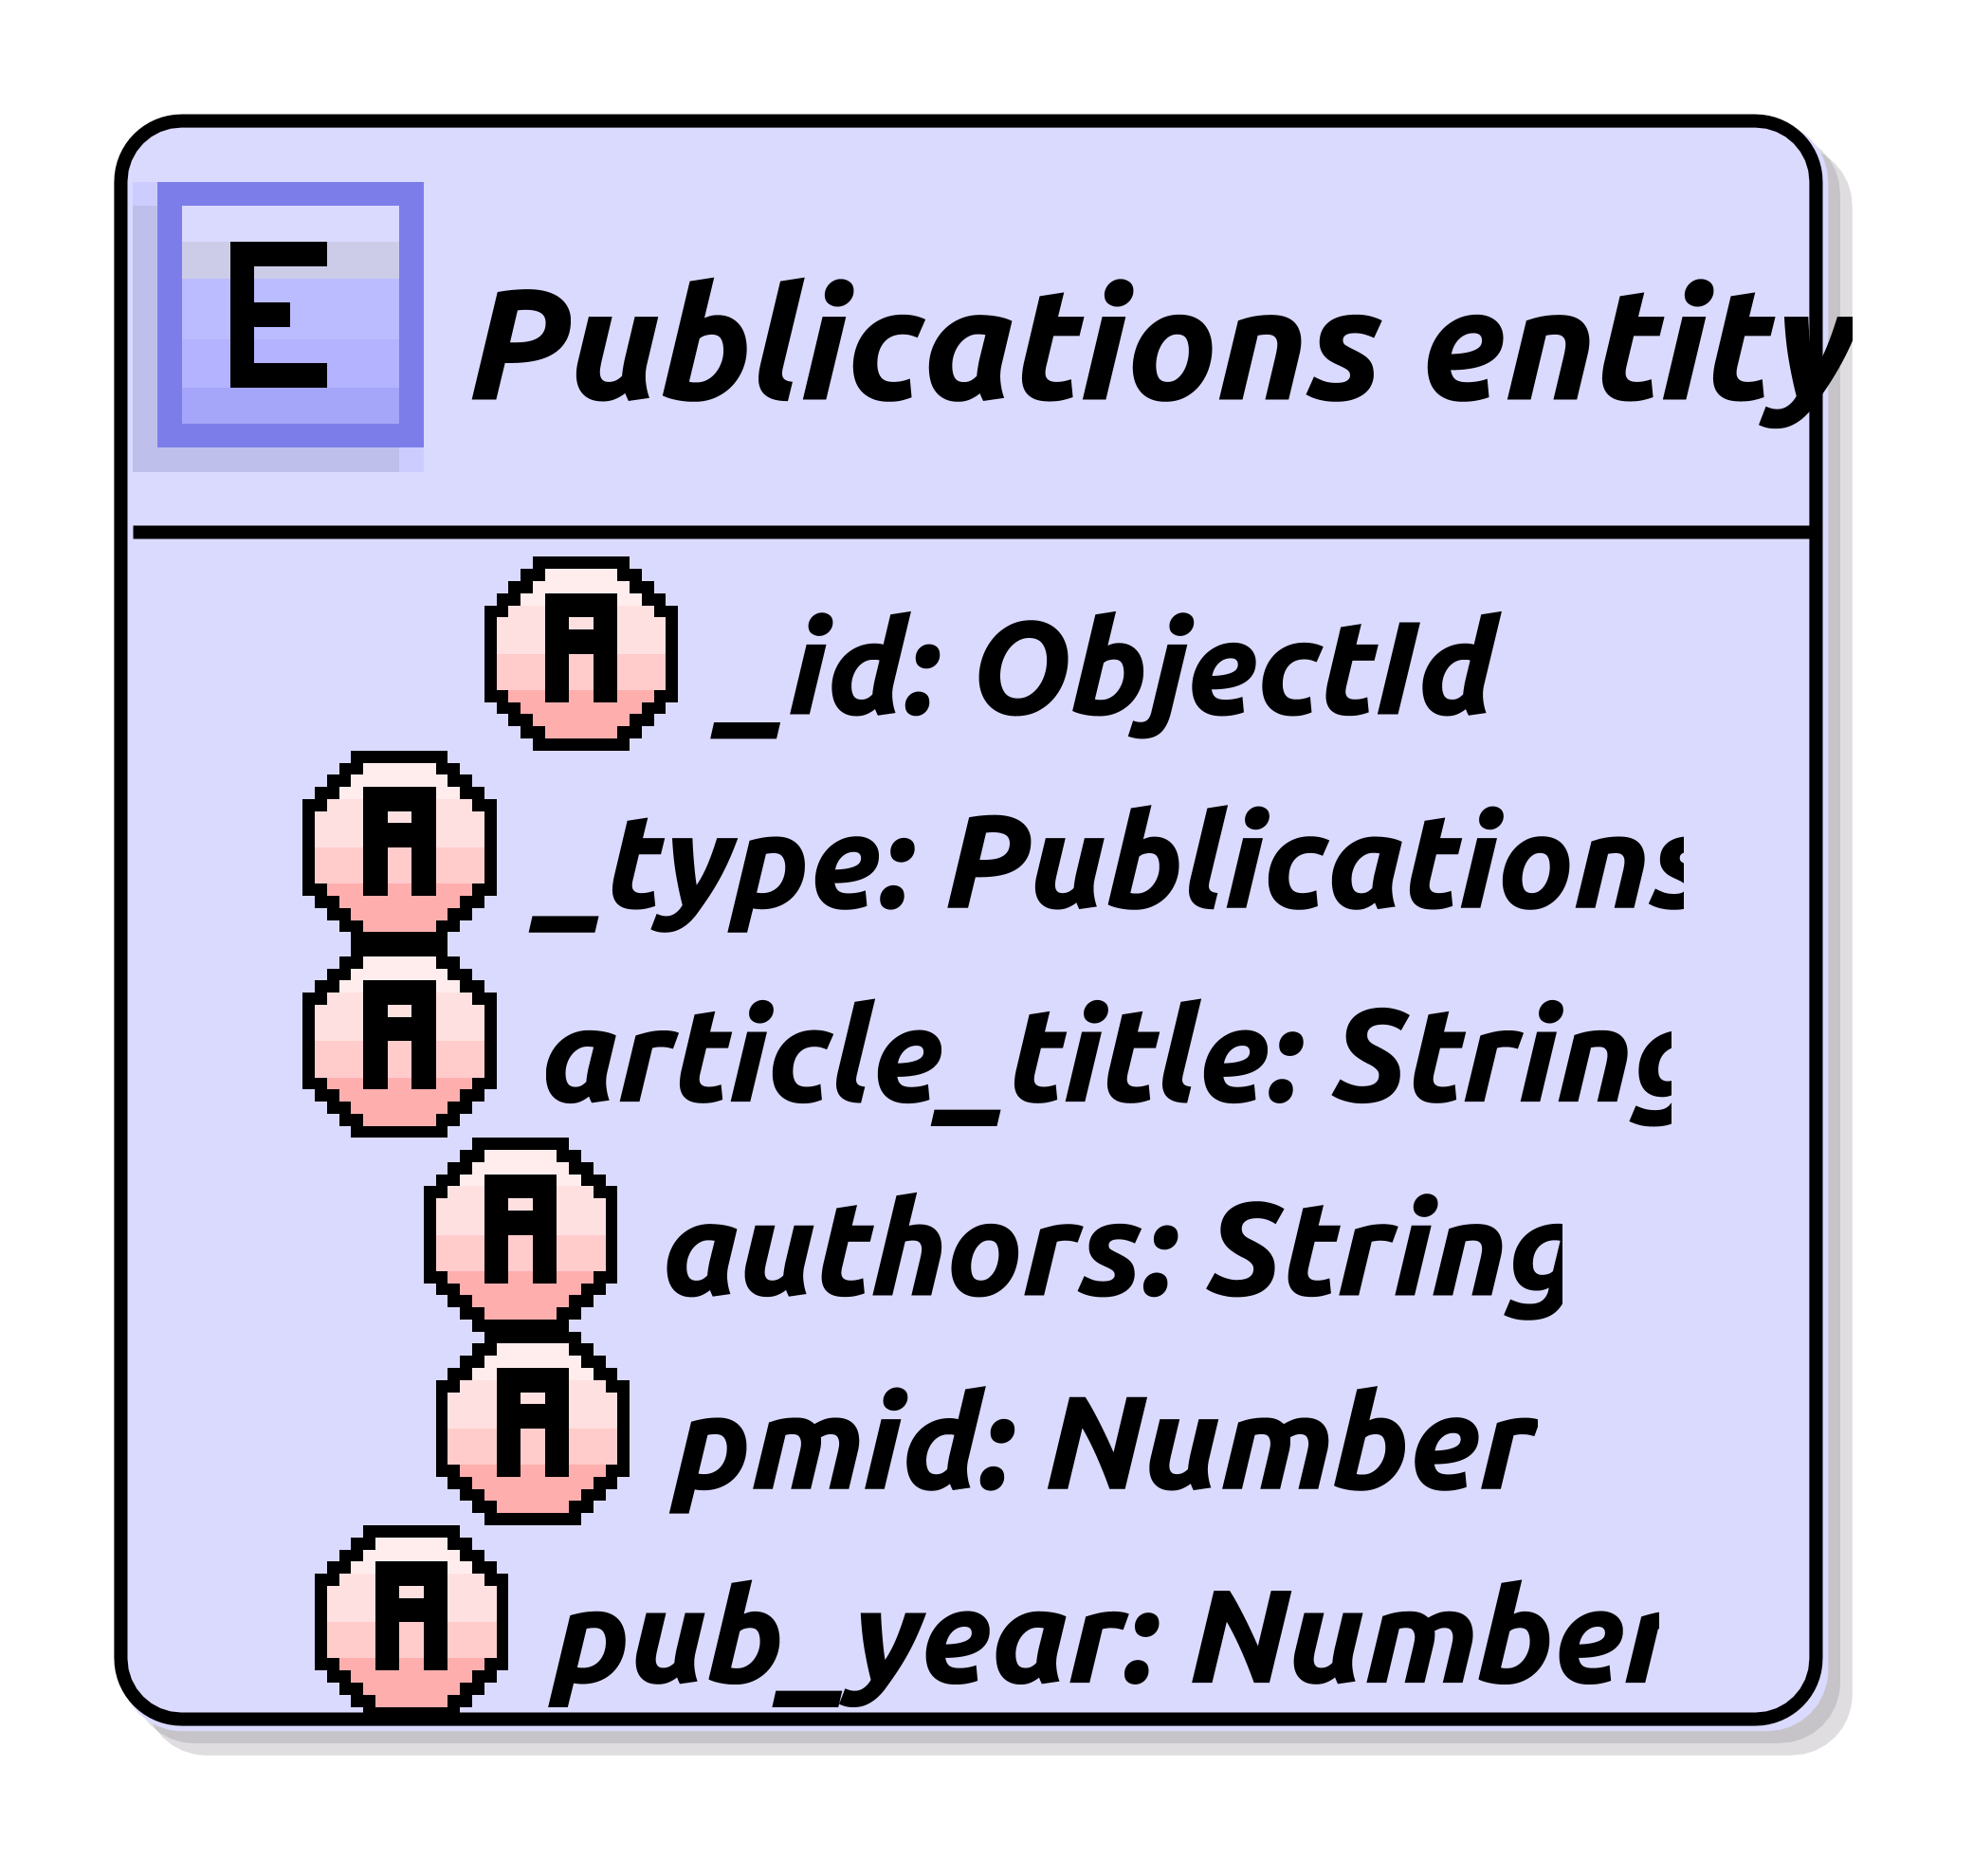 E Publications entity
A _id: ObjectId
A _type: Publications
A article_title: String
A authors: String
A pmid: Number
A pub_year: Number